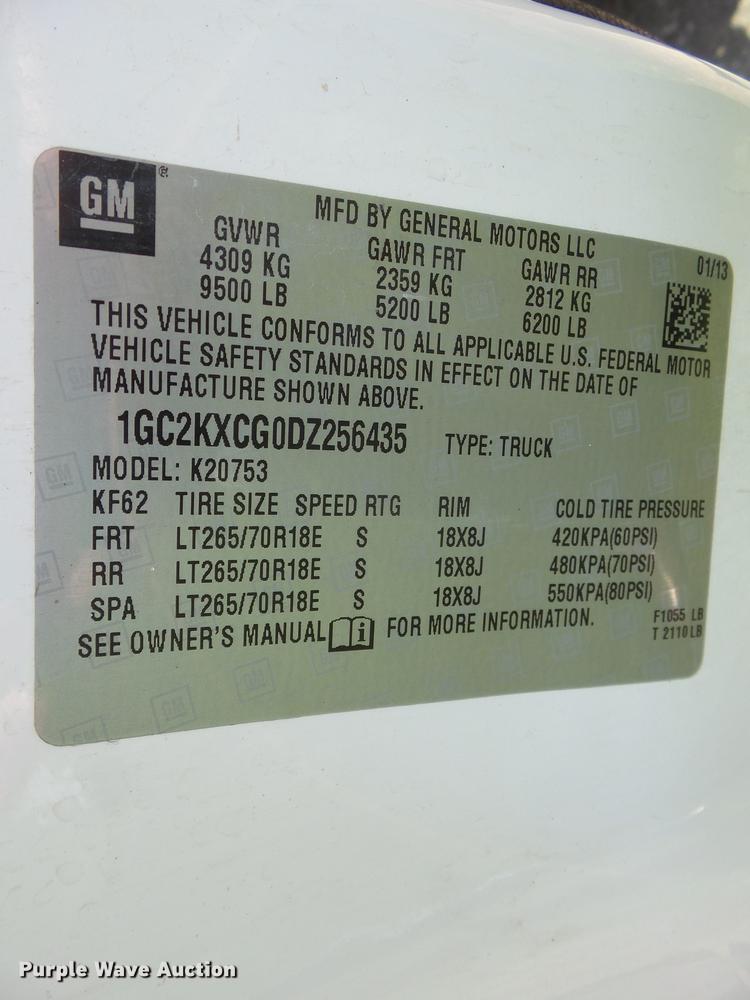 GM ®
MFD BY GENERAL MOTORS LLC
01/13
GVWR GAWR FRT GAWR RR
4309 KG 2359 KG 2812 KG
9500 LB 5200 LB 6200 LB
THIS VEHICLE CONFORMS TO ALL APPLICABLE U.S. FEDERAL MOTOR
VEHICLE SAFETY STANDARDS IN EFFECT ON THE DATE OF
MANUFACTURE SHOWN ABOVE.
1GC2KXCG0DZ256435 TYPE: TRUCK
MODEL: K20753
KF62 TIRE SIZE SPEED RTG RIM COLD TIRE PRESSURE
FRT LT265/70R18E S 18X8J 420KPA(60PSI)
RR LT265/70R18E S 18X8J 480KPA(70PSI)
SPA LT265/70R18E S 18X8J 550KPA(80PSI)
SEE OWNER'S MANUAL i FOR MORE INFORMATION.
F1055 LB
T 2110LB
Purple Wave Auction